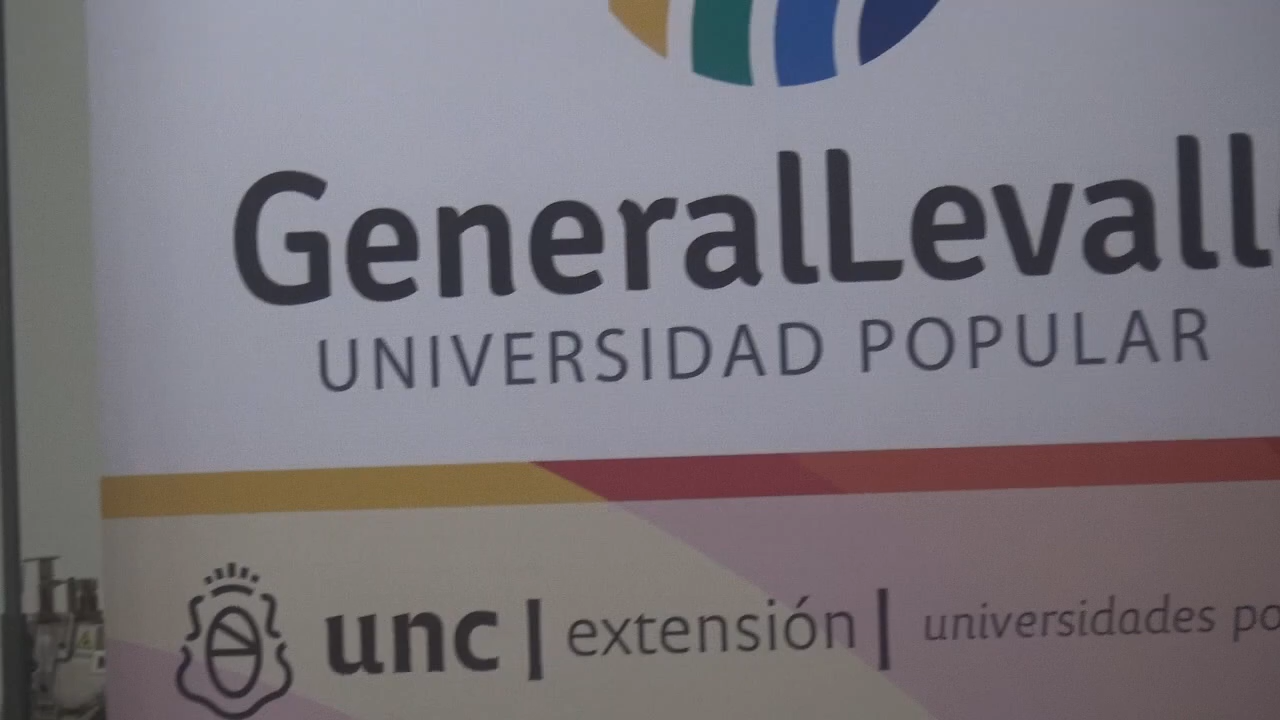 GeneralLevall
UNIVERSIDAD POPULAR
unc | extensión | universidades po